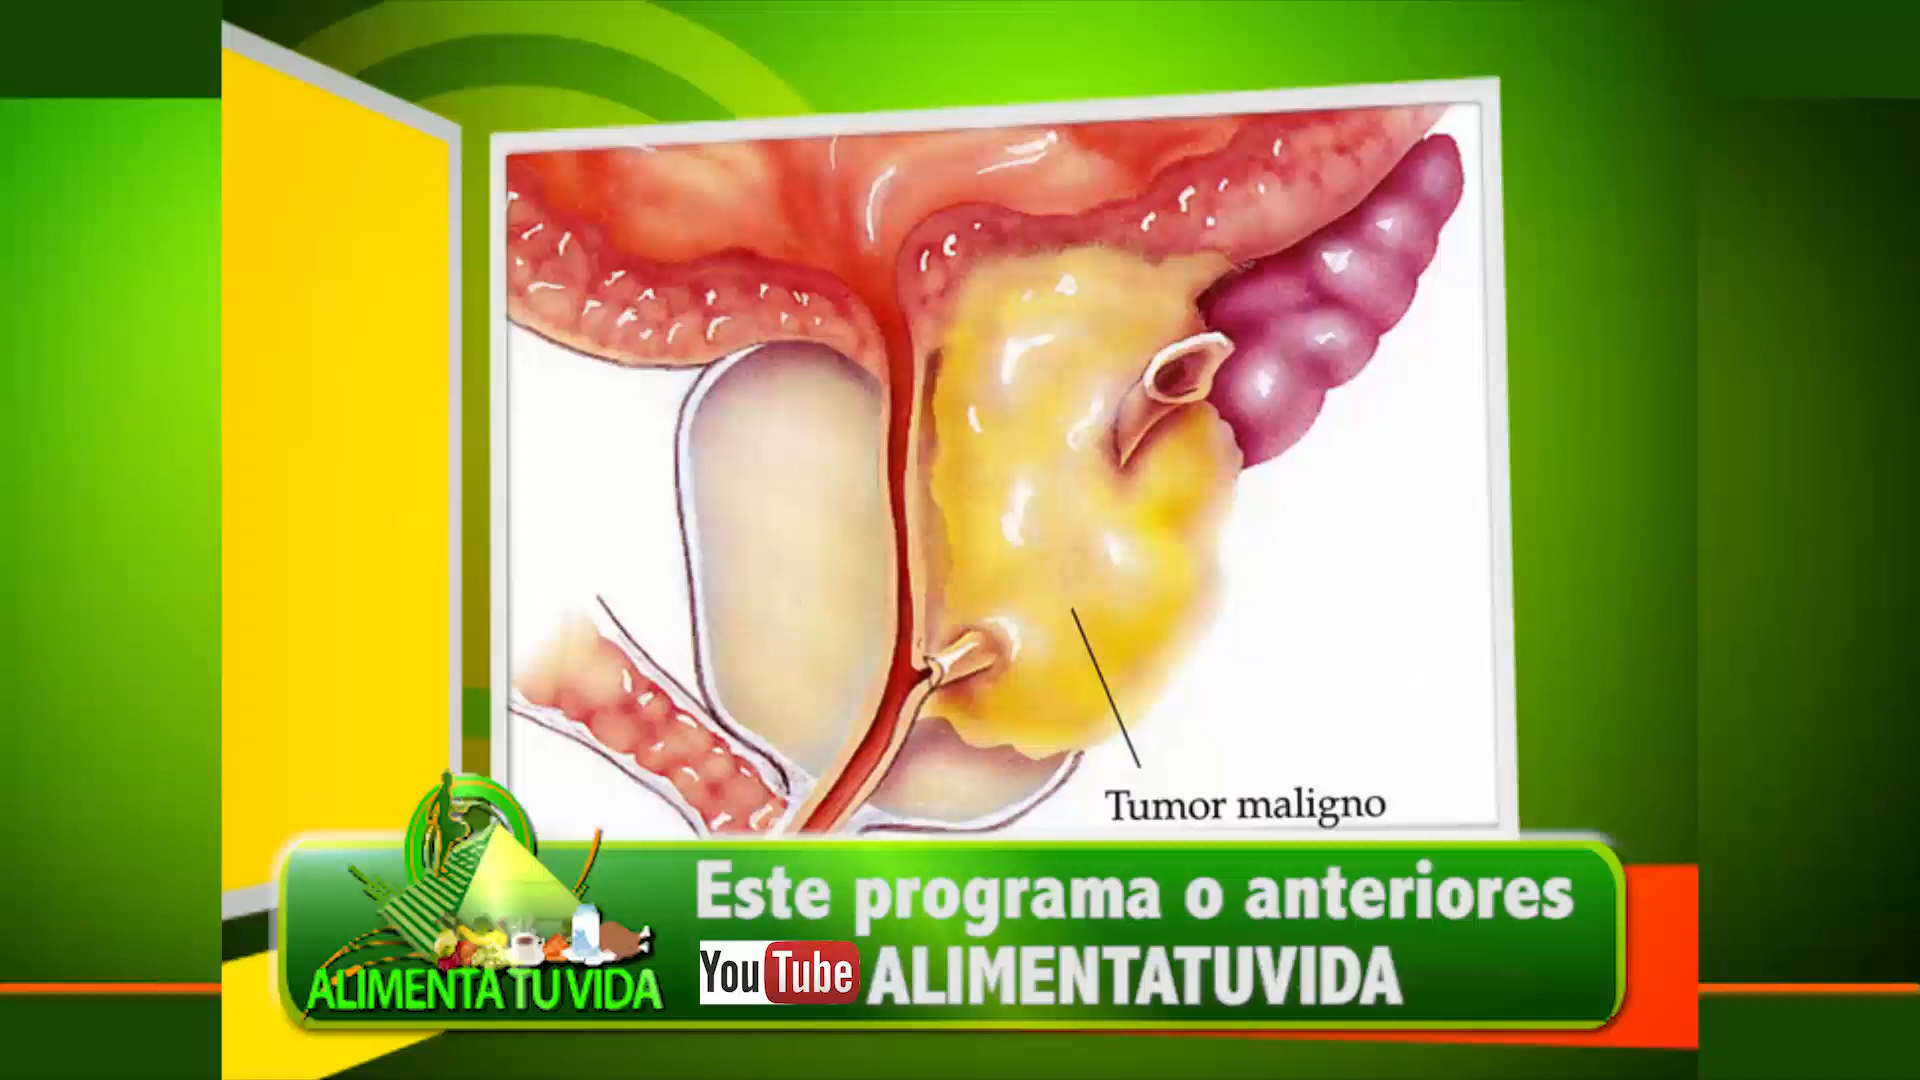 Tumor maligno
Este programa o anteriores
ALIMENTA TU VIDA
YouTube ALIMENTATUVIDA